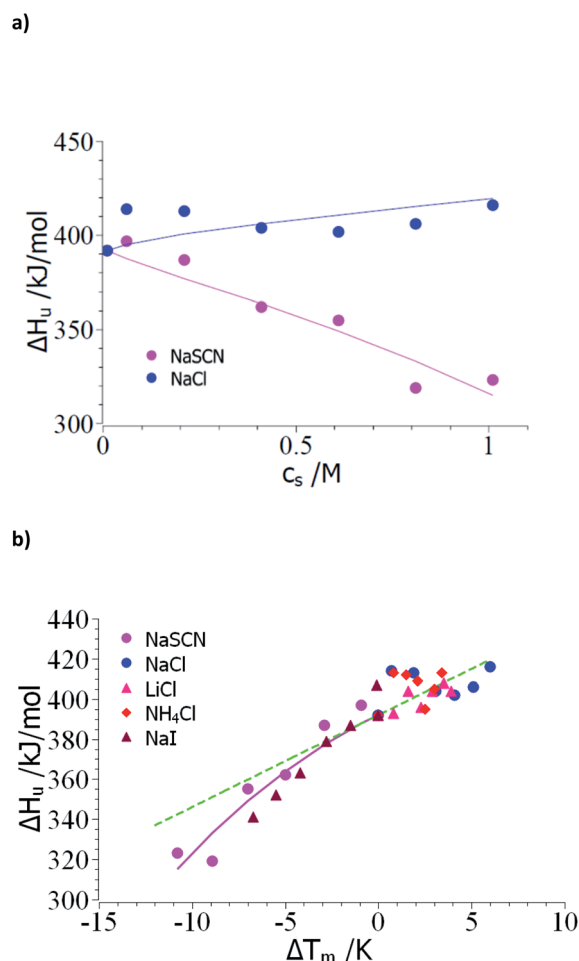 a)
450
400
350
300
ΔHᵤ /kJ/mol
NaSCN
NaCl
0
0.5
1
cₛ /M
b)
440
420
400
380
360
340
320
300
ΔHᵤ /kJ/mol
NaSCN
NaCl
LiCl
NH₄Cl
NaI
-15
-10
-5
0
5
10
ΔTₘ /K